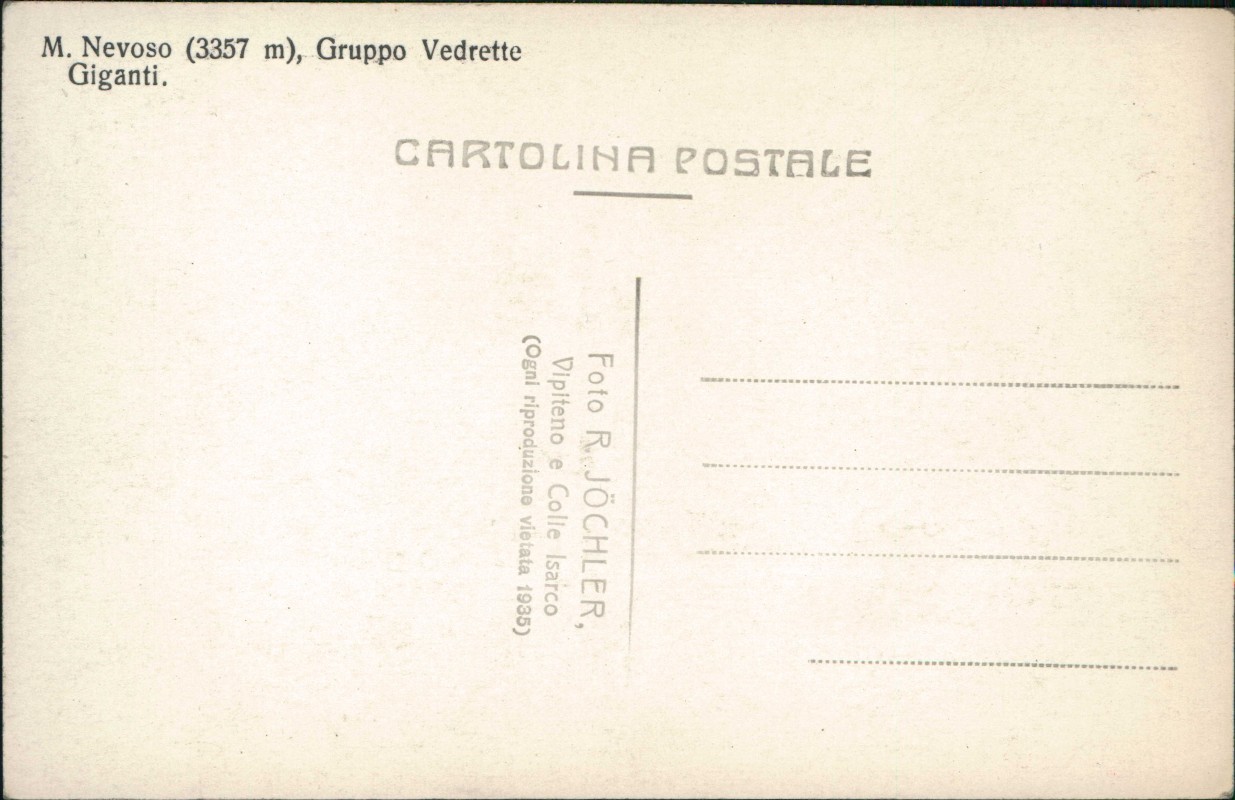 M. Nevoso (3357 m), Gruppo Vedrette
Giganti.
CARTOLINA POSTALE
Foto R. JÖCHLER,
Vipiteno e Colle Isarco
(Ogni riproduzione vietata 1935)